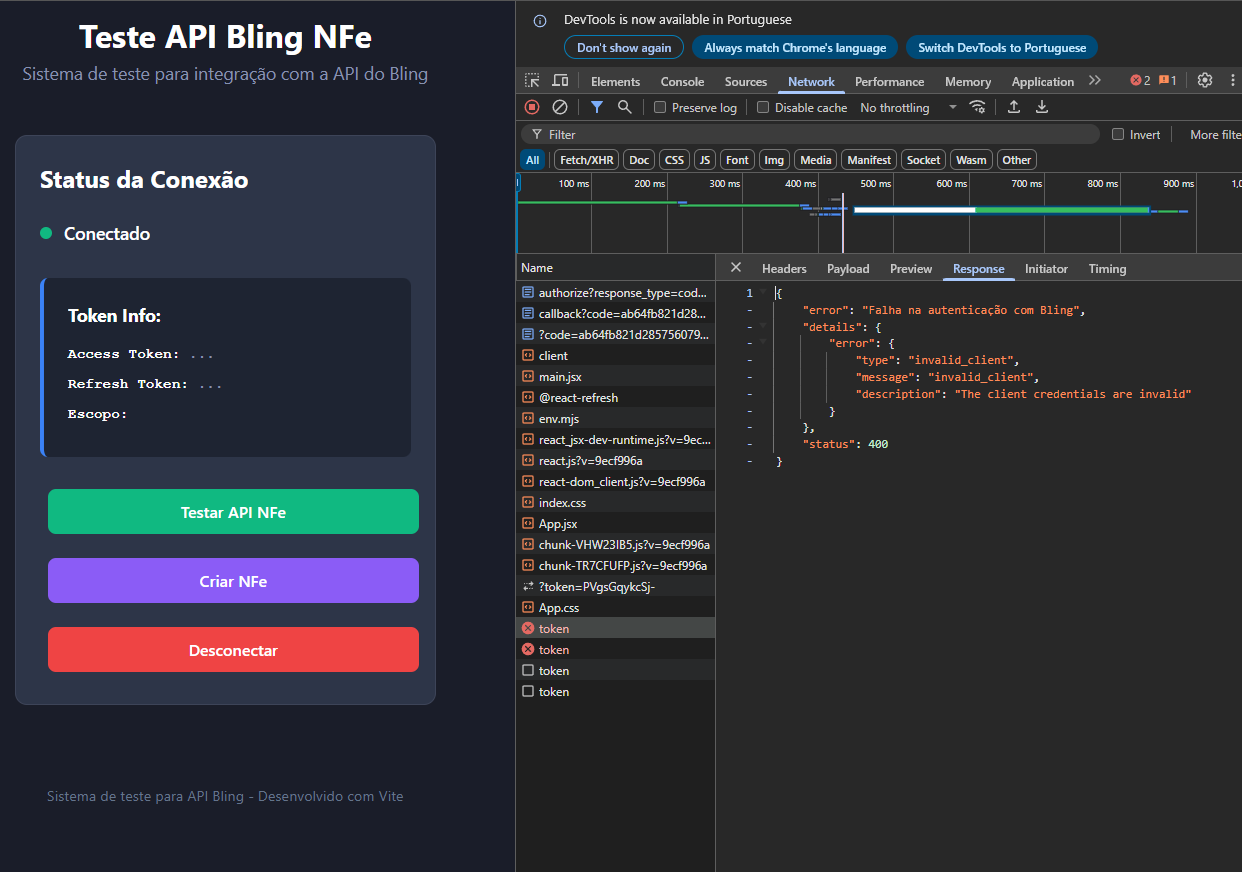 Teste API Bling NFe
Sistema de teste para integração com a API do Bling
Status da Conexão
Conectado
Token Info:
Access Token: ...
Refresh Token: ...
Escopo:
Testar API NFe
Criar NFe
Desconectar
Sistema de teste para API Bling - Desenvolvido com Vite
DevTools is now available in Portuguese
Don't show again
Always match Chrome's language
Switch DevTools to Portuguese
Elements Console Sources Network Performance Memory Application 2 1
Preserve log Disable cache No throttling
Filter Invert More filte
All Fetch/XHR Doc CSS JS Font Img Media Manifest Socket Wasm Other
100 ms 200 ms 300 ms 400 ms 500 ms 600 ms 700 ms 800 ms 900 ms 1,0
Name
authorize?response_type=cod...
callback?code=ab64fb821d28...
?code=ab64fb821d285756079...
client
main.jsx
@react-refresh
env.mjs
react_jsx-dev-runtime.js?v=9ec...
react.js?v=9ecf996a
react-dom_client.js?v=9ecf996a
index.css
App.jsx
chunk-VHW23IB5.js?v=9ecf996a
chunk-TR7CFUFP.js?v=9ecf996a
?token=PVgsGqykcSj-
App.css
token
token
token
token
Headers Payload Preview Response Initiator Timing
1 {
- "error": "Falha na autenticação com Bling",
- "details": {
- "error": {
- "type": "invalid_client",
- "message": "invalid_client",
- "description": "The client credentials are invalid"
- }
- },
- "status": 400
- }